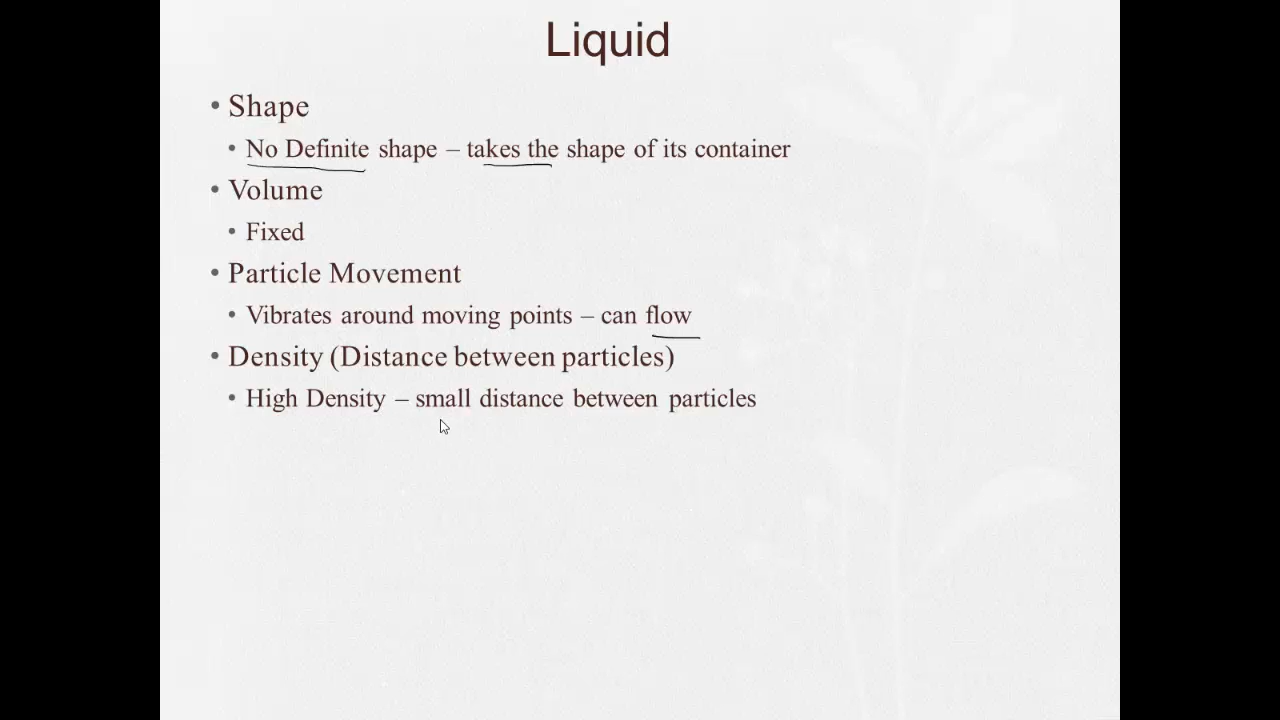 Liquid
• Shape
• No Definite shape – takes the shape of its container
• Volume
• Fixed
• Particle Movement
• Vibrates around moving points – can flow
• Density (Distance between particles)
• High Density – small distance between particles